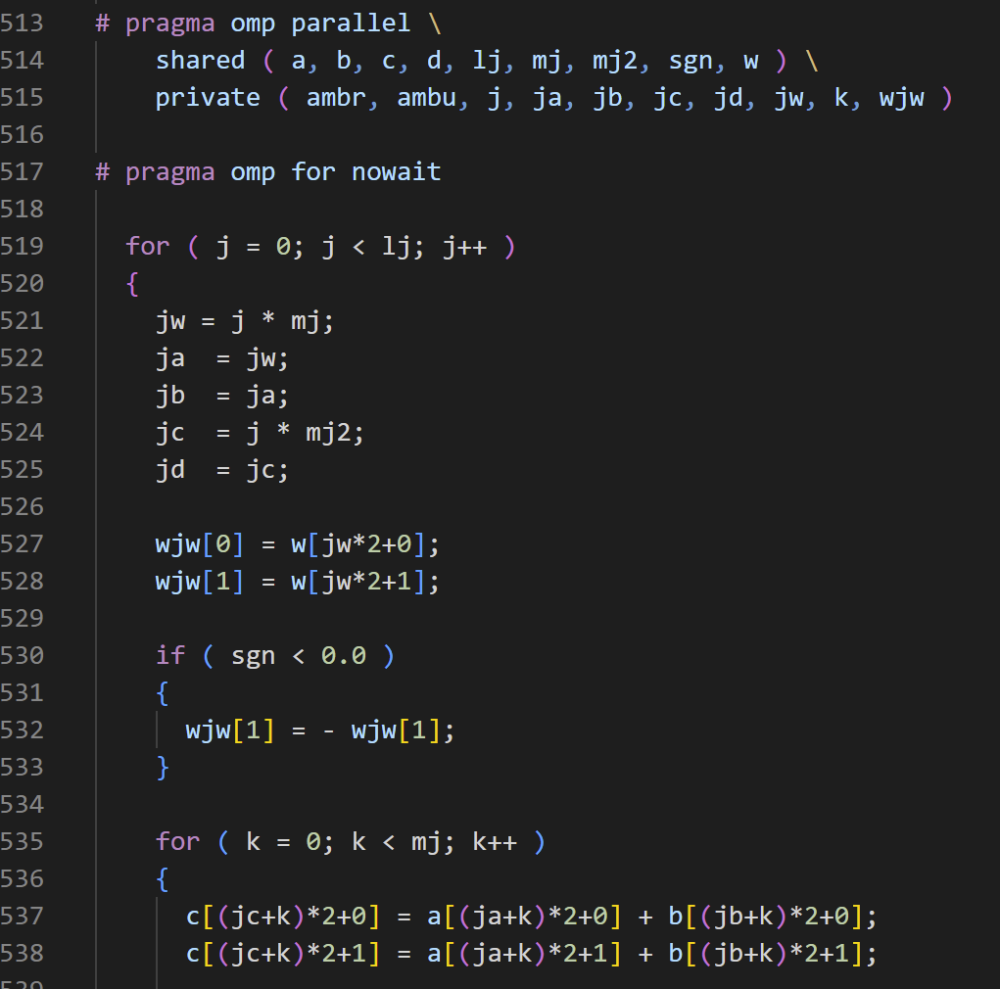 513 # pragma omp parallel \
514 shared ( a, b, c, d, lj, mj, mj2, sgn, w ) \
515 private ( ambr, ambu, j, ja, jb, jc, jd, jw, k, wjw )
516
517 # pragma omp for nowait
518
519 for ( j = 0; j < lj; j++ )
520 {
521 jw = j * mj;
522 ja  = jw;
523 jb  = ja;
524 jc  = j * mj2;
525 jd  = jc;
526
527 wjw[0] = w[jw*2+0];
528 wjw[1] = w[jw*2+1];
529
530 if ( sgn < 0.0 )
531 {
532 wjw[1] = - wjw[1];
533 }
534
535 for ( k = 0; k < mj; k++ )
536 {
537 c[(jc+k)*2+0] = a[(ja+k)*2+0] + b[(jb+k)*2+0];
538 c[(jc+k)*2+1] = a[(ja+k)*2+1] + b[(jb+k)*2+1];
539